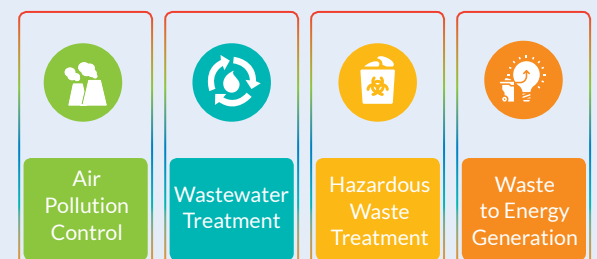 Air
Pollution
Control
Wastewater
Treatment
Hazardous
Waste
Treatment
Waste
to Energy
Generation